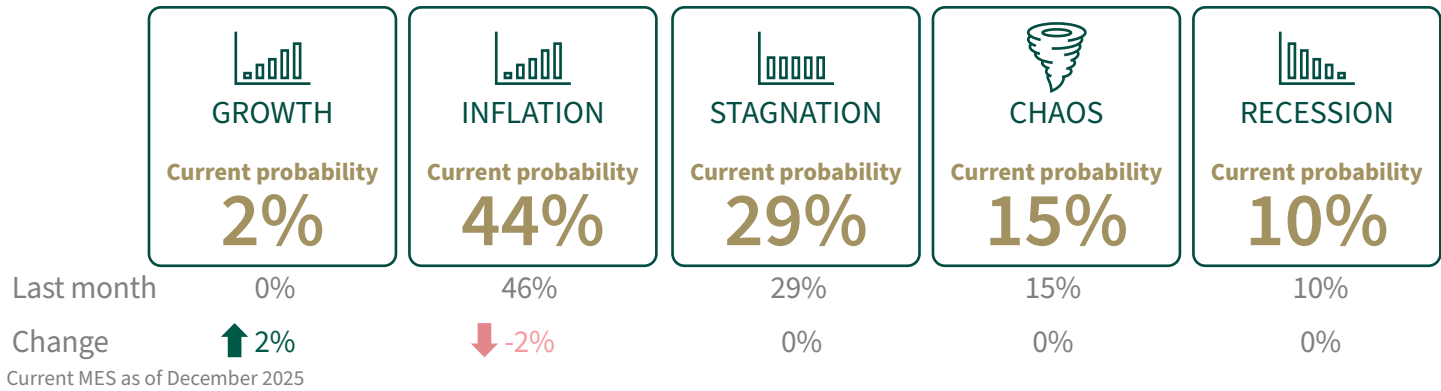 GROWTH INFLATION STAGNATION CHAOS RECESSION
Current probability Current probability Current probability Current probability Current probability
2% 44% 29% 15% 10%
Last month 0% 46% 29% 15% 10%
Change 2% -2% 0% 0% 0%
Current MES as of December 2025